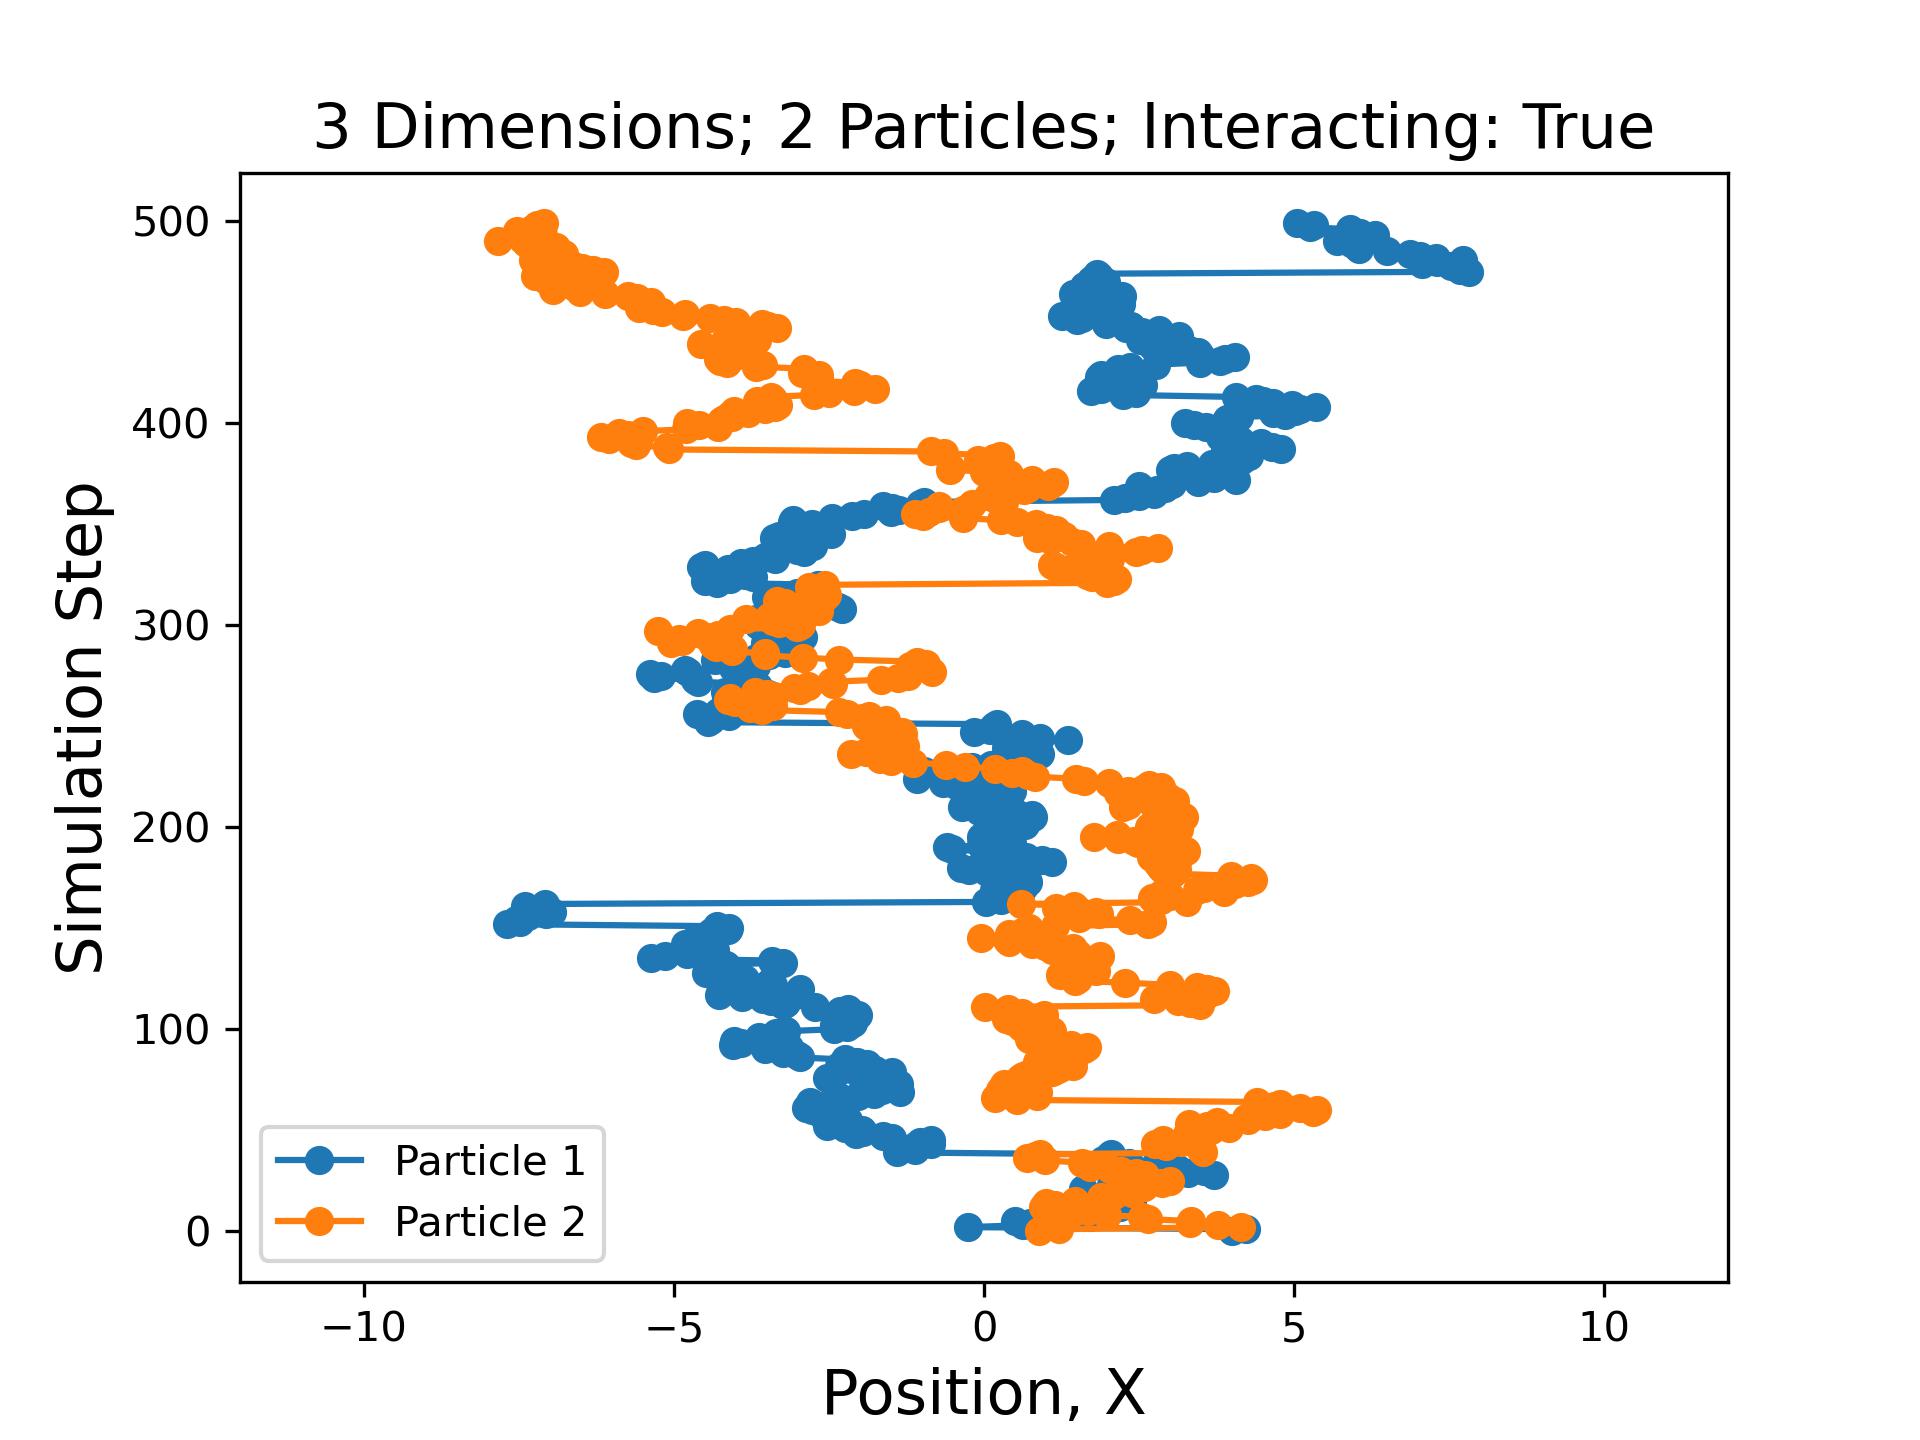 3 Dimensions; 2 Particles; Interacting: True
Simulation Step
500
400
300
200
100
0
Particle 1
Particle 2
−10
−5
0
5
10
Position, X